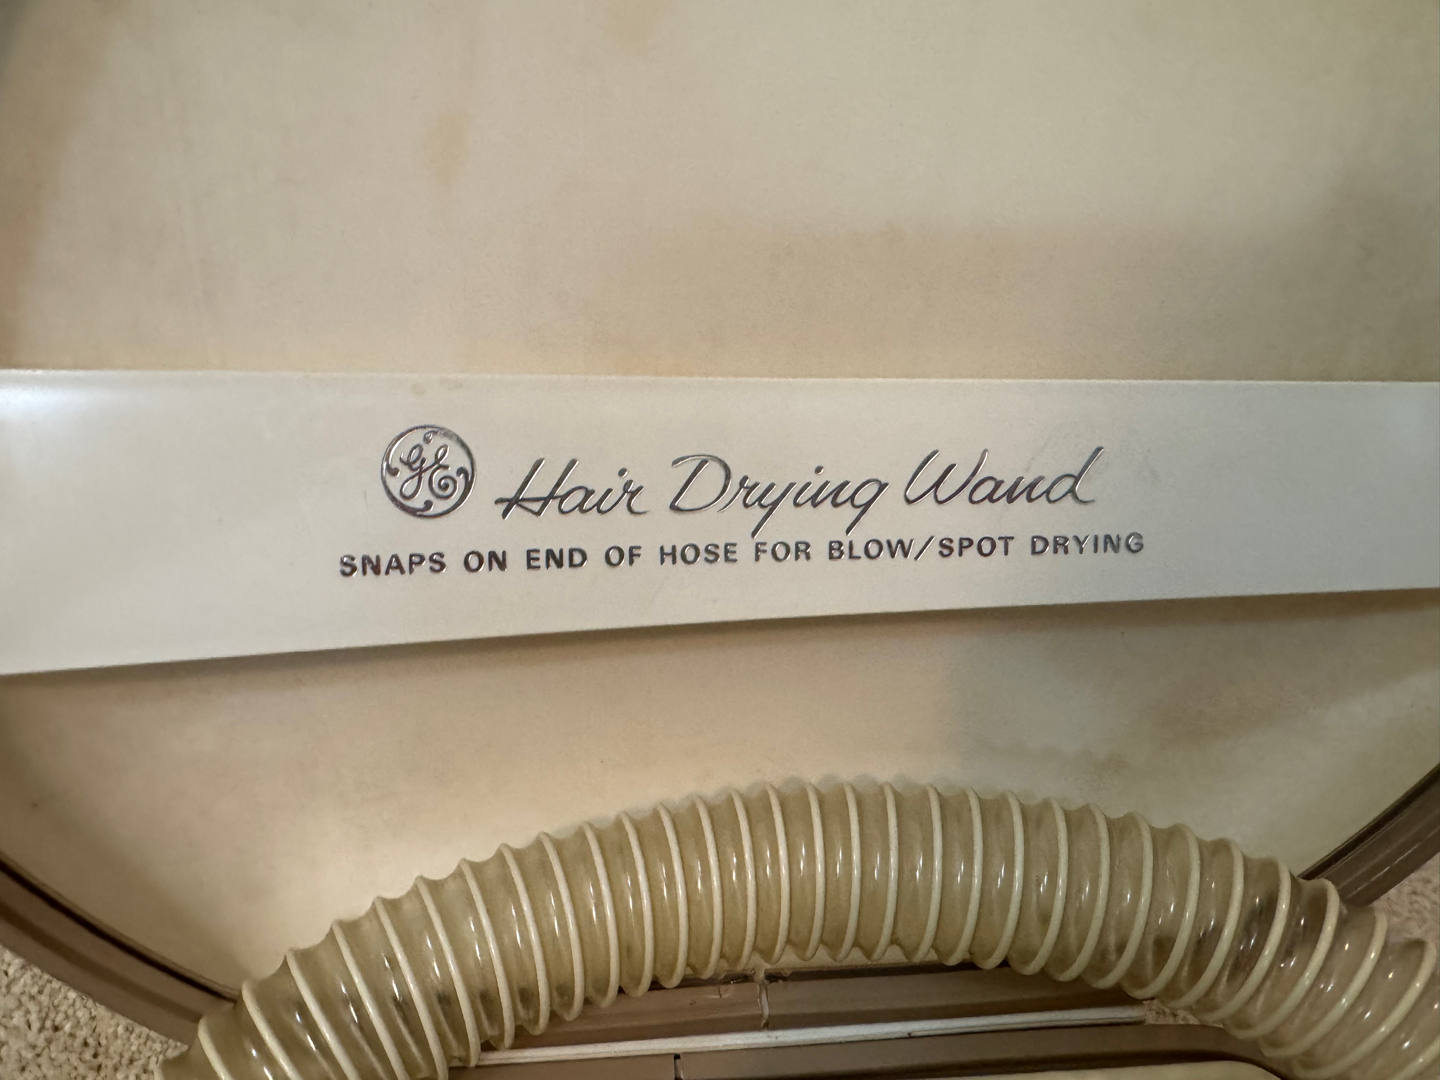 GE Hair Drying Wand
SNAPS ON END OF HOSE FOR BLOW/SPOT DRYING